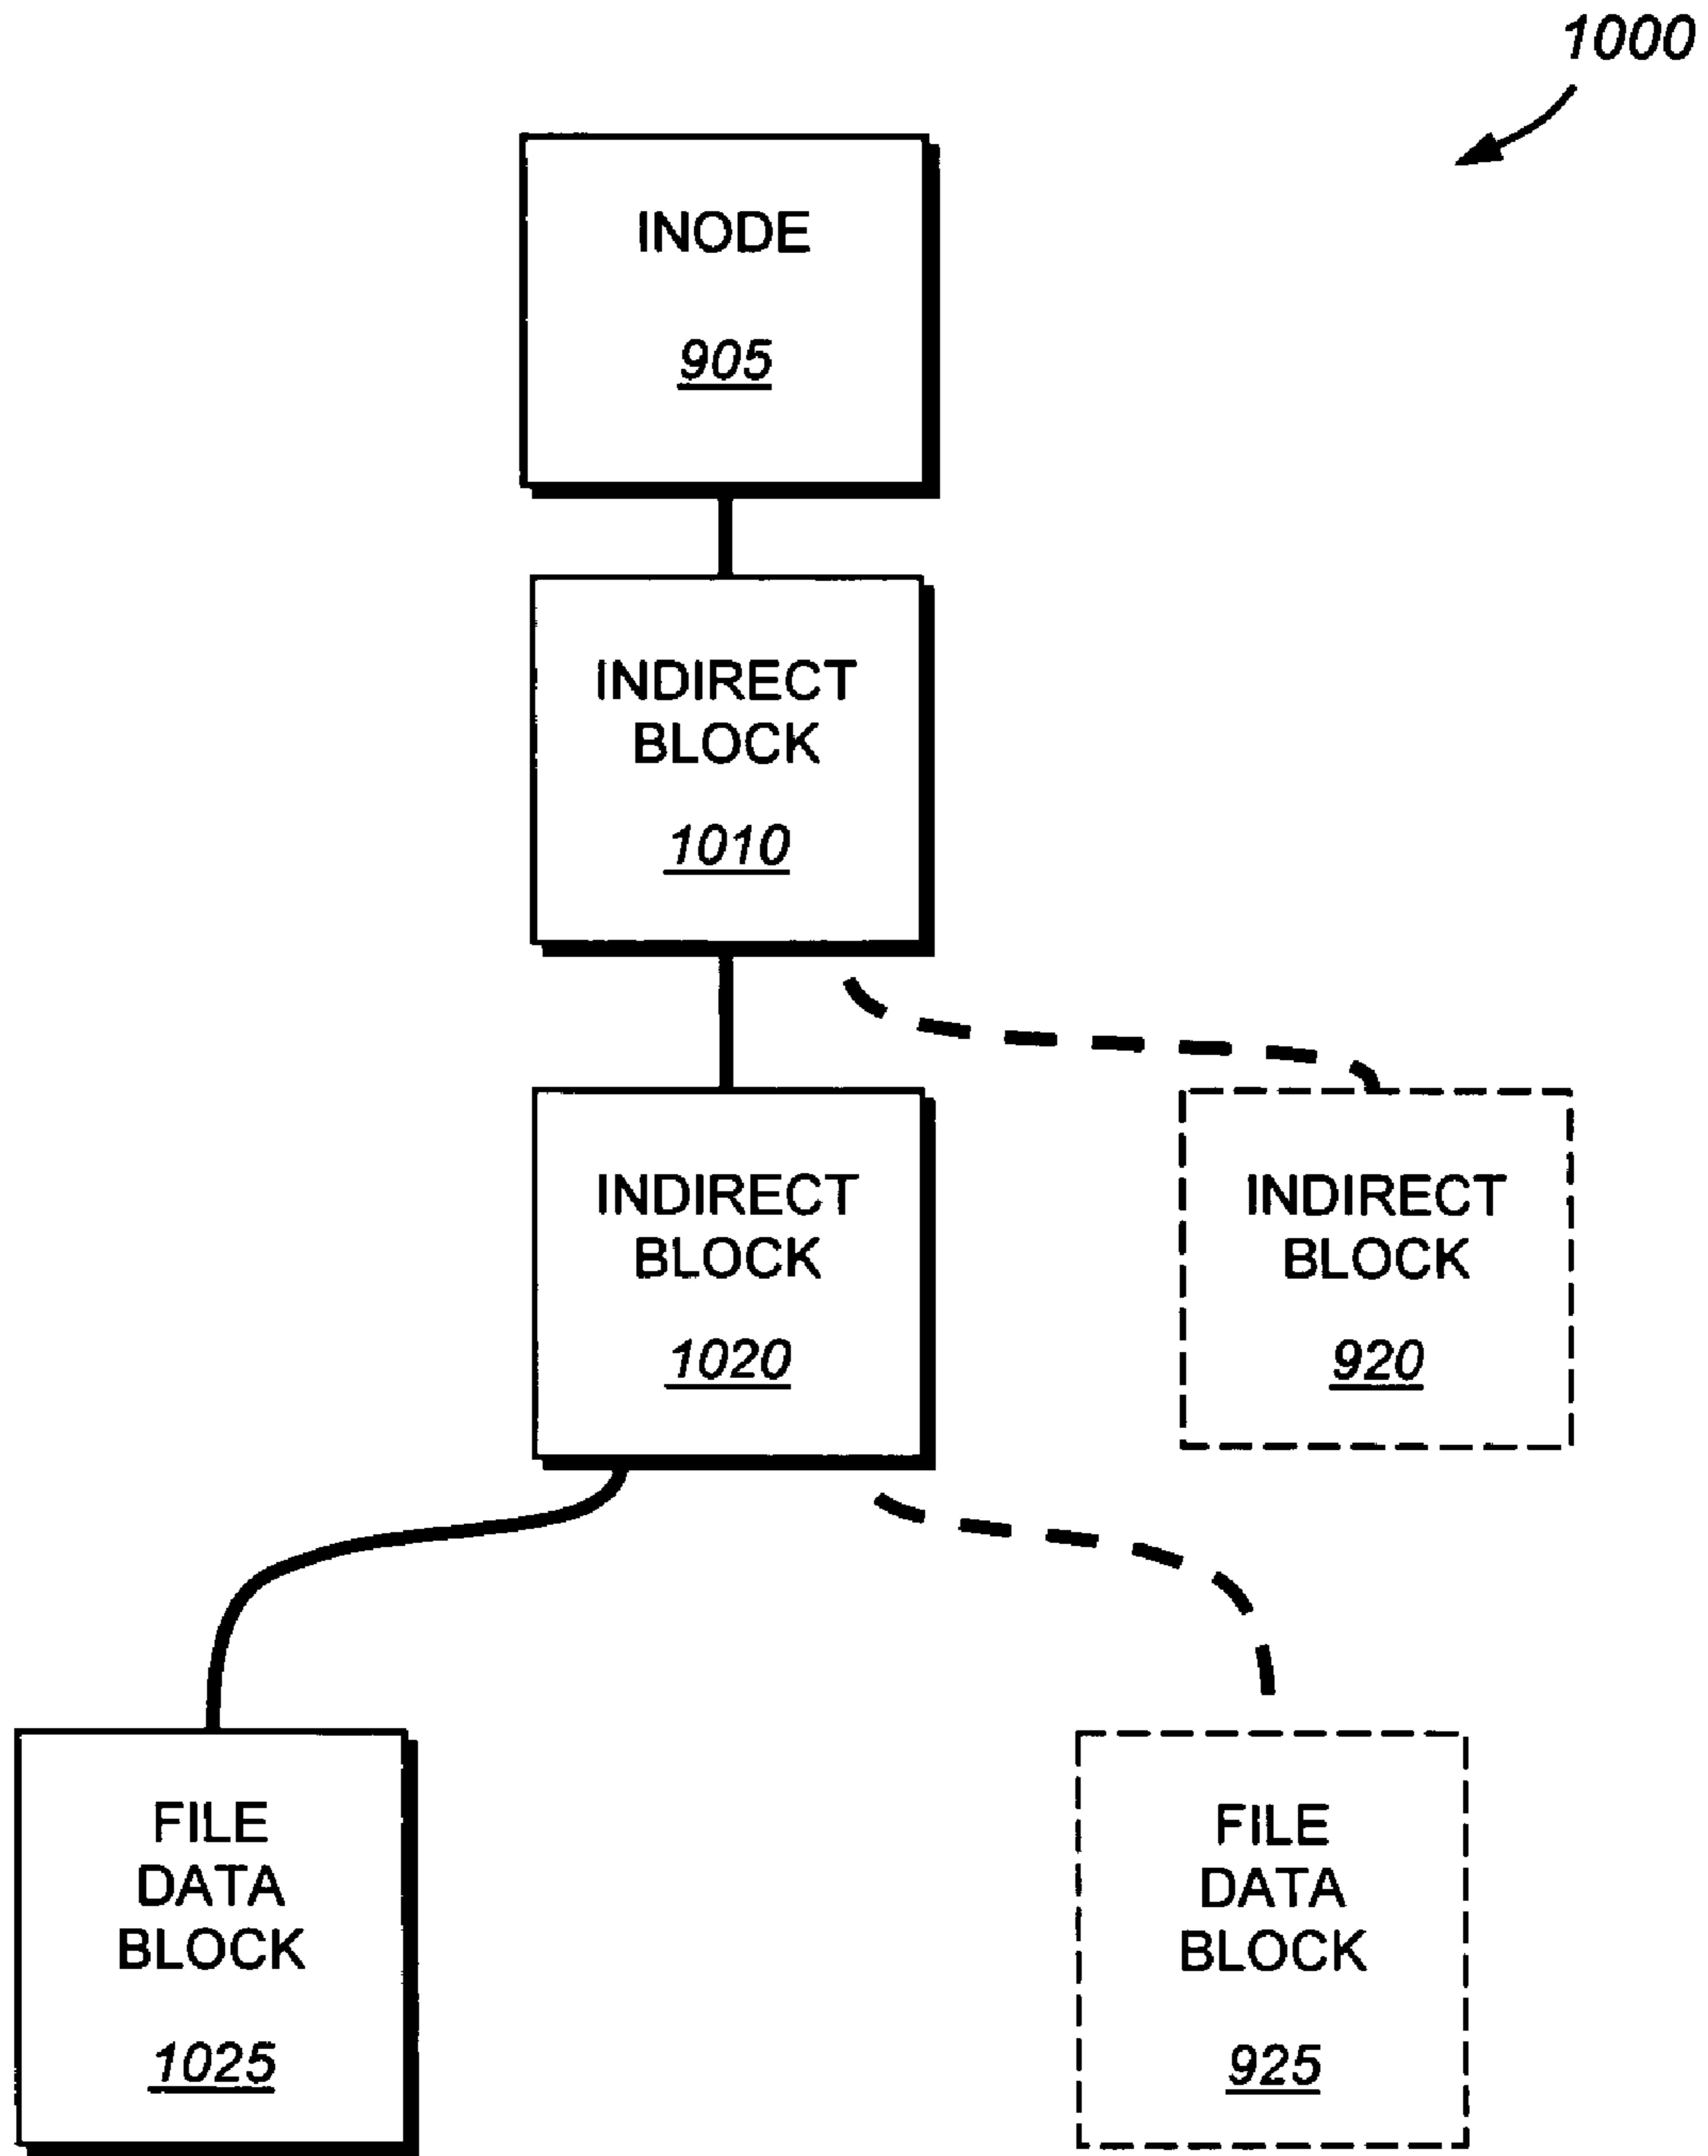 1000
INODE
905
INDIRECT
BLOCK
1010
INDIRECT
BLOCK
1020
INDIRECT
BLOCK
920
FILE
DATA
BLOCK
1025
FILE
DATA
BLOCK
925